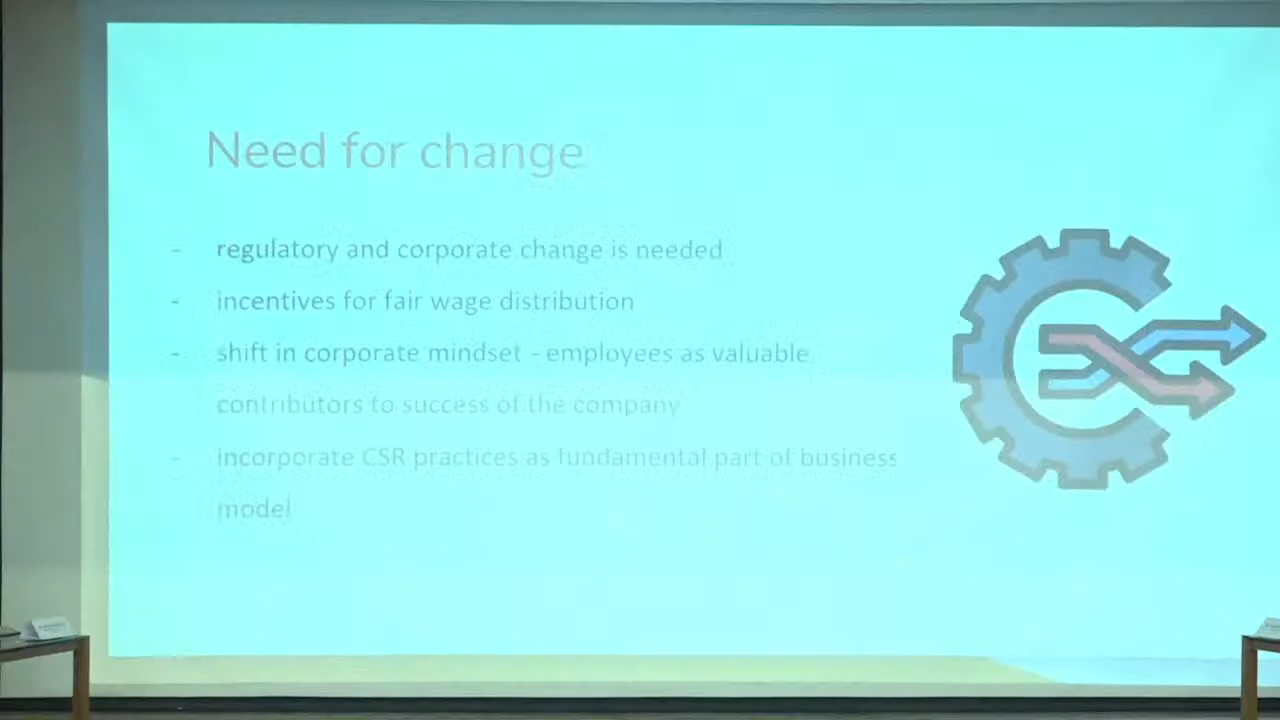 Need for change
- regulatory and corporate change is needed
- incentives for fair wage distribution
- shift in corporate mindset - employees as valuable
contributors to success of the company
- incorporate CSR practices as fundamental part of business
model